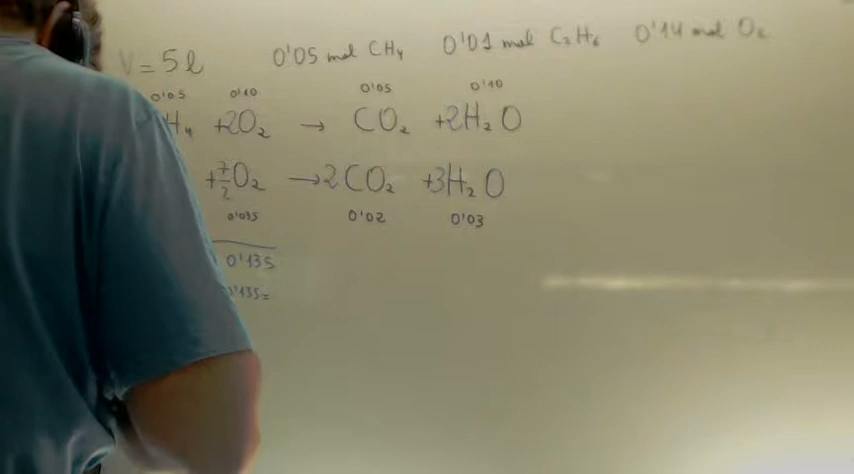 V = 5 l 0'05 mol CH₄ 0'01 mol C₂H₆ 0'14 mol O₂
0'05 0'10 0'05 0'10
H₄ +2O₂ → CO₂ +2H₂O
+7/2 O₂ → 2CO₂ +3H₂O
0'035 0'02 0'03
0'135
0'135=